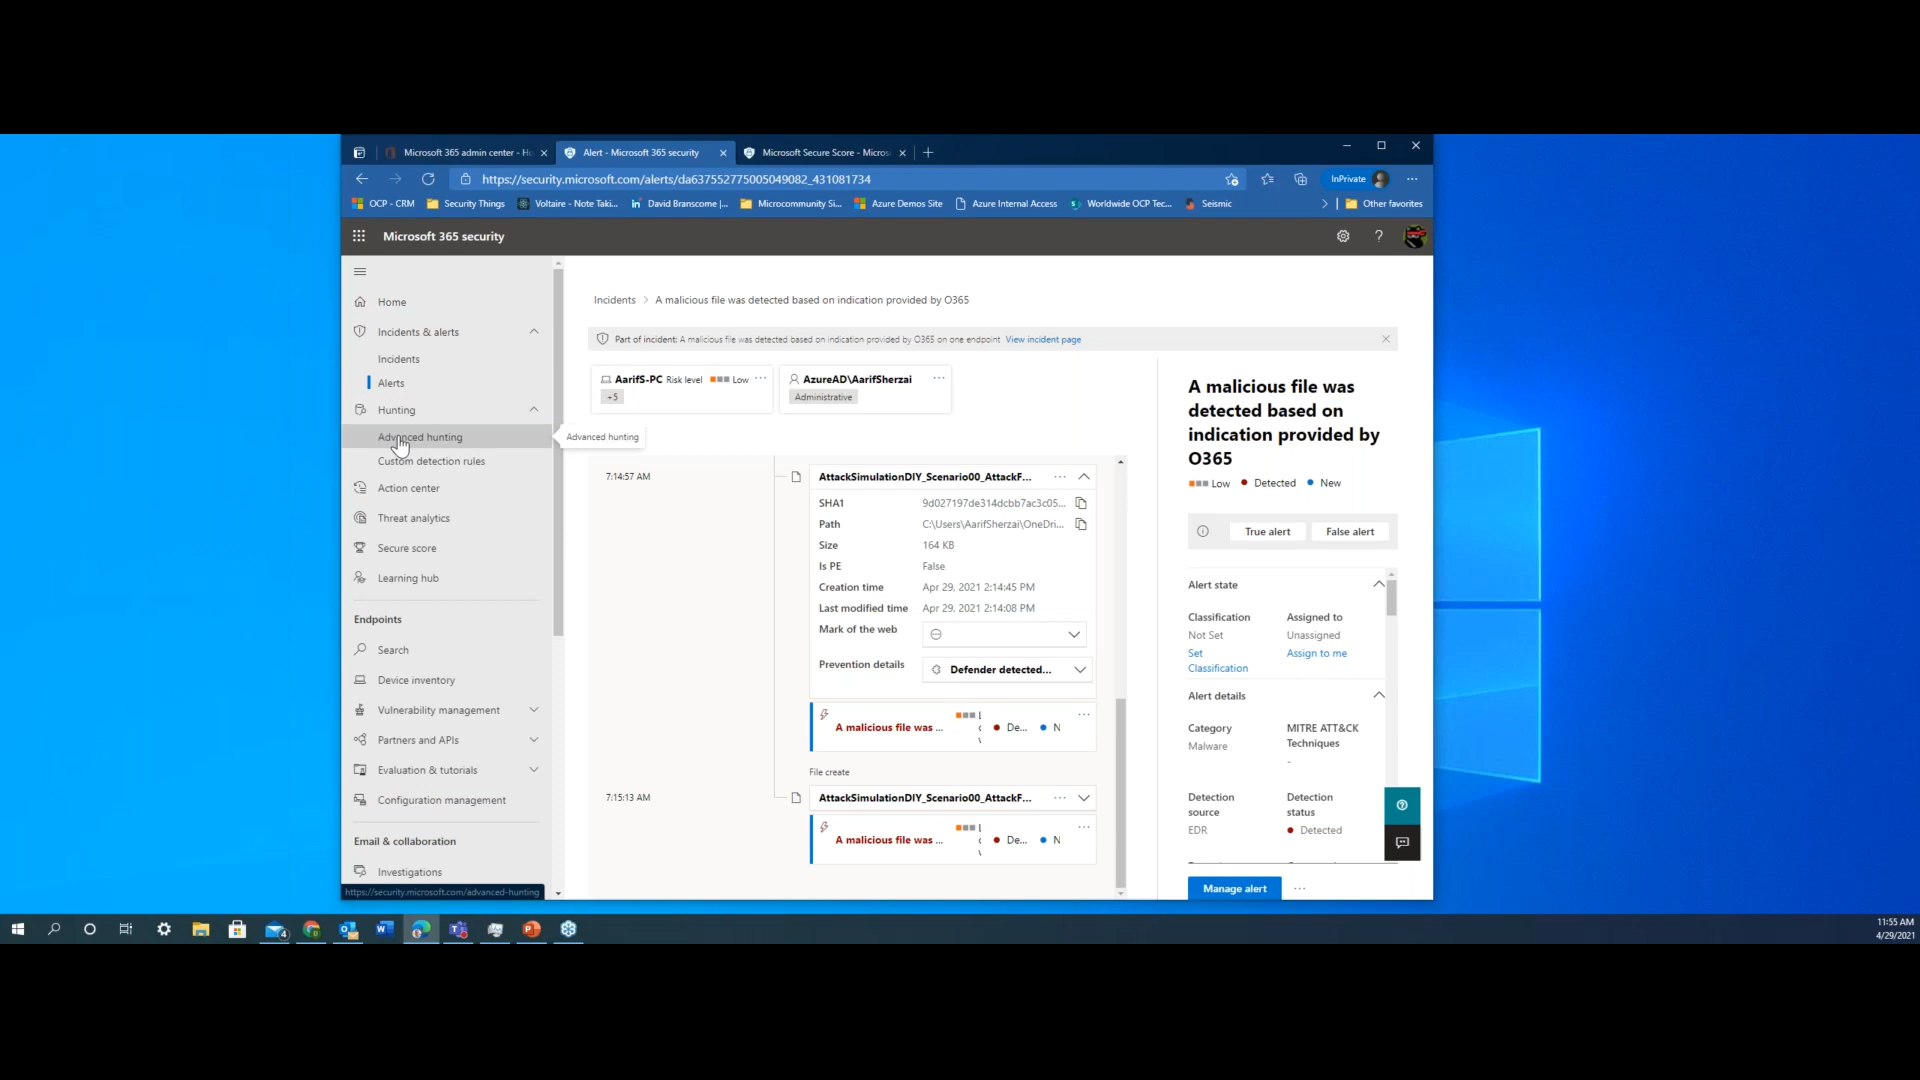 Microsoft 365 admin center - Ho
Alert - Microsoft 365 security
Microsoft Secure Score - Micros
https://security.microsoft.com/alerts/da637552775005049082_431081734
InPrivate
OCP - CRM
Security Things
Voltaire - Note Taki...
David Branscome |...
Microcommunity Si...
Azure Demos Site
Azure Internal Access
Worldwide OCP Tec...
Seismic
Other favorites
Microsoft 365 security
Home
Incidents & alerts
Incidents
Alerts
Hunting
Advanced hunting
Advanced hunting
Custom detection rules
Action center
Threat analytics
Secure score
Learning hub
Endpoints
Search
Device inventory
Vulnerability management
Partners and APIs
Evaluation & tutorials
Configuration management
Email & collaboration
Investigations
https://security.microsoft.com/advanced-hunting
Incidents > A malicious file was detected based on indication provided by O365
Part of incident: A malicious file was detected based on indication provided by O365 on one endpoint View incident page
AarifS-PC Risk level Low ...
+5
AzureAD\AarifSherzai ...
Administrative
7:14:57 AM
AttackSimulationDIY_Scenario00_AttackF... ...
SHA1 9d027197de314dcbb7ac3c05...
Path C:\Users\AarifSherzai\OneDri...
Size 164 KB
Is PE False
Creation time Apr 29, 2021 2:14:45 PM
Last modified time Apr 29, 2021 2:14:08 PM
Mark of the web
Prevention details Defender detected...
A malicious file was ... De... N
File create
7:15:13 AM
AttackSimulationDIY_Scenario00_AttackF... ...
A malicious file was ... De... N
A malicious file was
detected based on
indication provided by
O365
Low Detected New
True alert False alert
Alert state
Classification Assigned to
Not Set Unassigned
Set Assign to me
Classification
Alert details
Category MITRE ATT&CK
Malware Techniques
-
Detection Detection
source status
EDR Detected
Manage alert ...
4
11:55 AM
4/29/2021